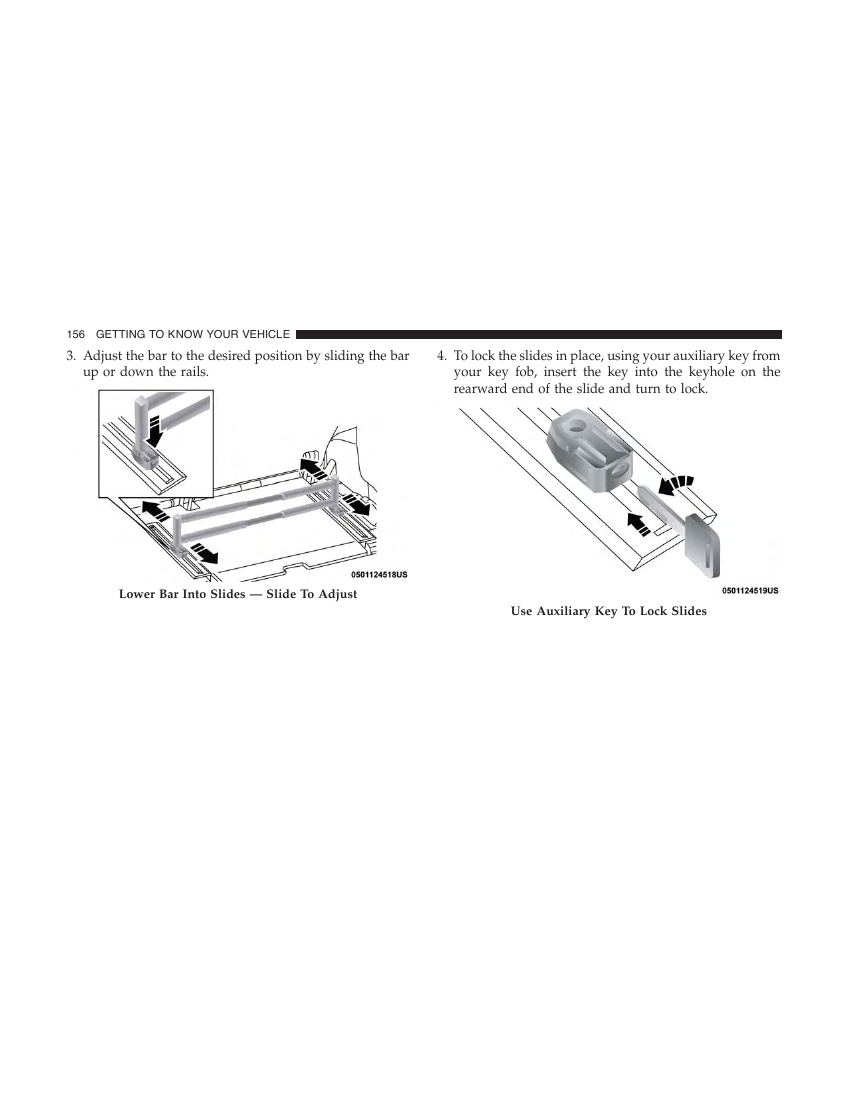 156 GETTING TO KNOW YOUR VEHICLE
3. Adjust the bar to the desired position by sliding the bar
up or down the rails.
0501124518US
Lower Bar Into Slides — Slide To Adjust
4. To lock the slides in place, using your auxiliary key from
your key fob, insert the key into the keyhole on the
rearward end of the slide and turn to lock.
0501124519US
Use Auxiliary Key To Lock Slides